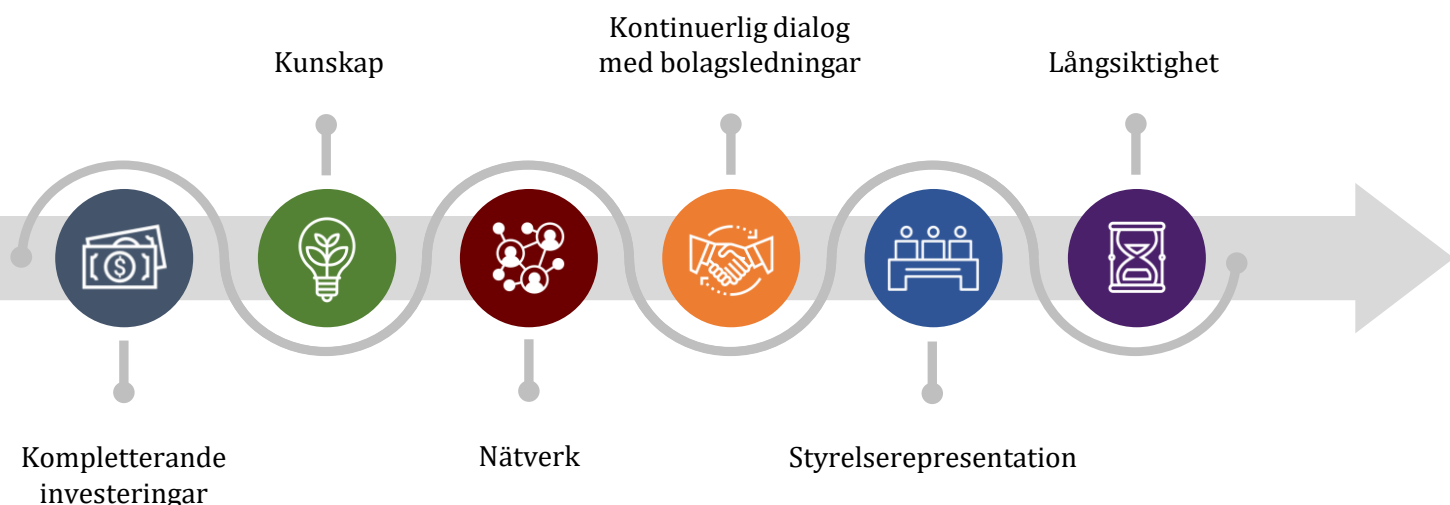 Kontinuerlig dialog
med bolagsledningar
Kunskap
Långsiktighet
Kompletterande
investeringar
Nätverk
Styrelserepresentation